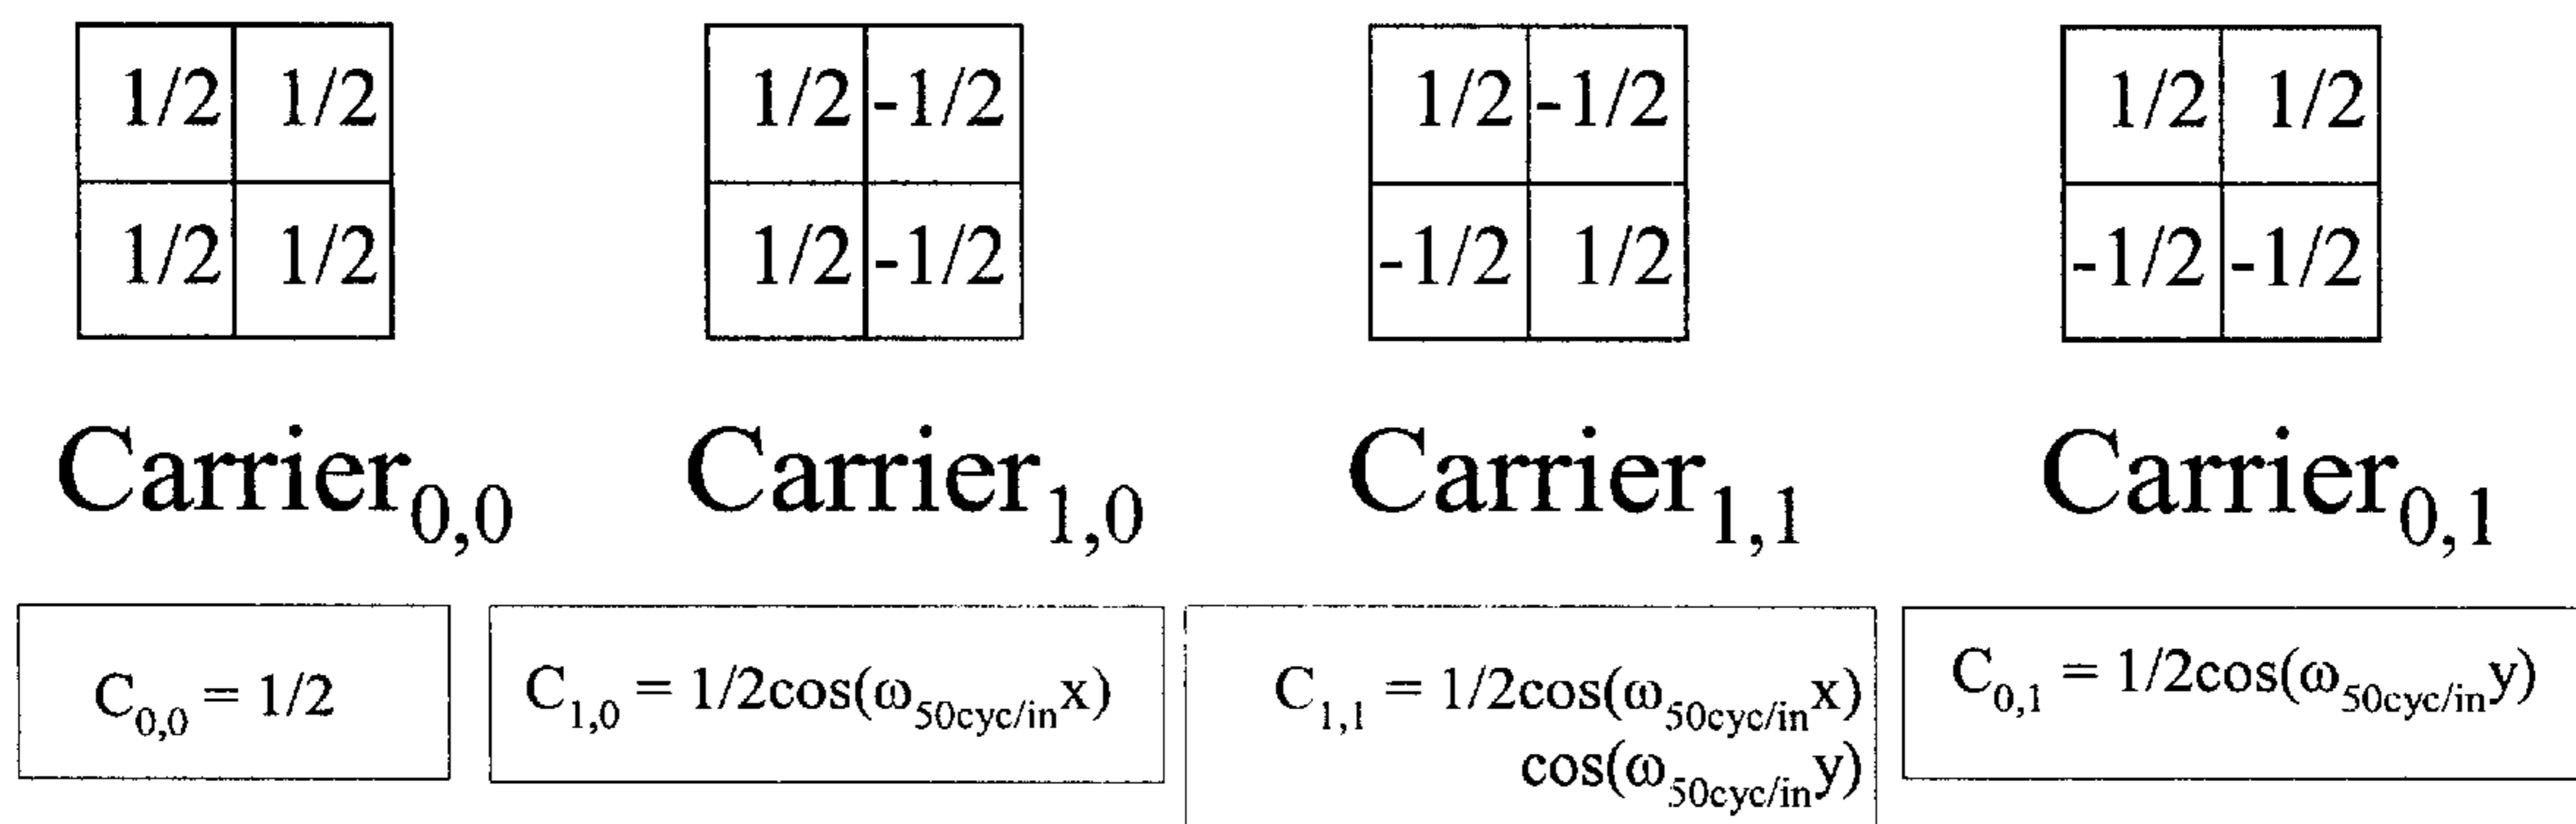 1/2 1/2 1/2 -1/2 1/2 -1/2 1/2 1/2
1/2 1/2 1/2 -1/2 -1/2 1/2 -1/2 -1/2
Carrier0,0 Carrier1,0 Carrier1,1 Carrier0,1
C0,0 = 1/2
C1,0 = 1/2cos(ω50cyc/inx)
C1,1 = 1/2cos(ω50cyc/inx)
cos(ω50cyc/iny)
C0,1 = 1/2cos(ω50cyc/iny)